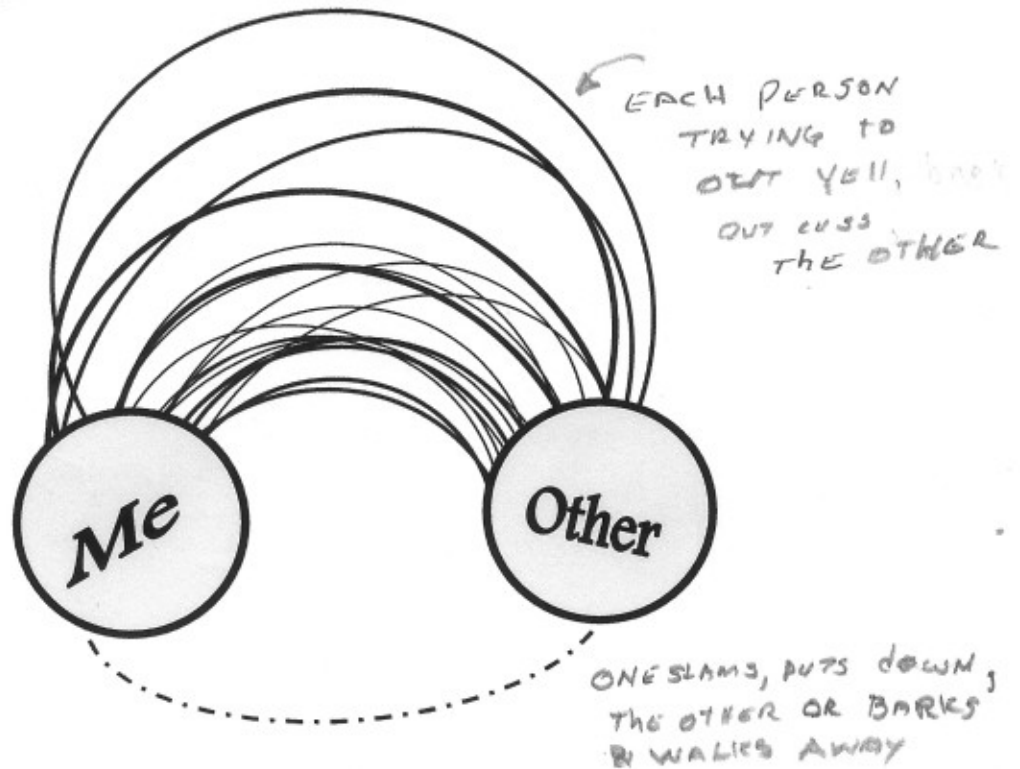 EACH PERSON
TRYING TO
OUT YELL,
OUT CUSS
THE OTHER
Me
Other
ONE SLAMS, PUTS DOWN,
THE OTHER OR BARKS
& WALKS AWAY